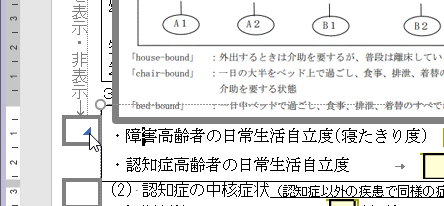 表示・非表示→
A1 A2 B1 B2
「house-bound」 ：外出するときは介助を要するが、普段は離床してい
「chair-bound」 ：一日の大半をベッド上で過ごし、食事、排泄、着替
介助を要する状態
「bed-bound」 ：一日中ベッドで過ごし、食事、排泄、着替のすべて
・障害高齢者の日常生活自立度(寝たきり度)
・認知症高齢者の日常生活自立度 →
(2) 認知症の中核症状 (認知症以外の疾患で同様の症